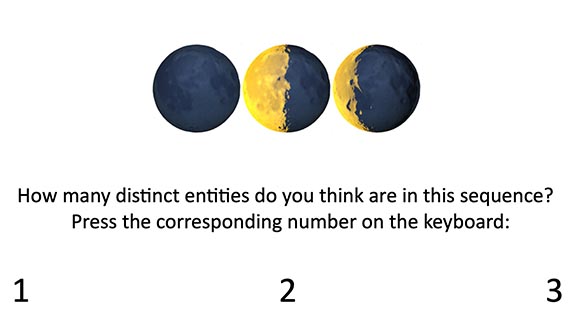 How many distinct entities do you think are in this sequence?
Press the corresponding number on the keyboard:
1 2 3